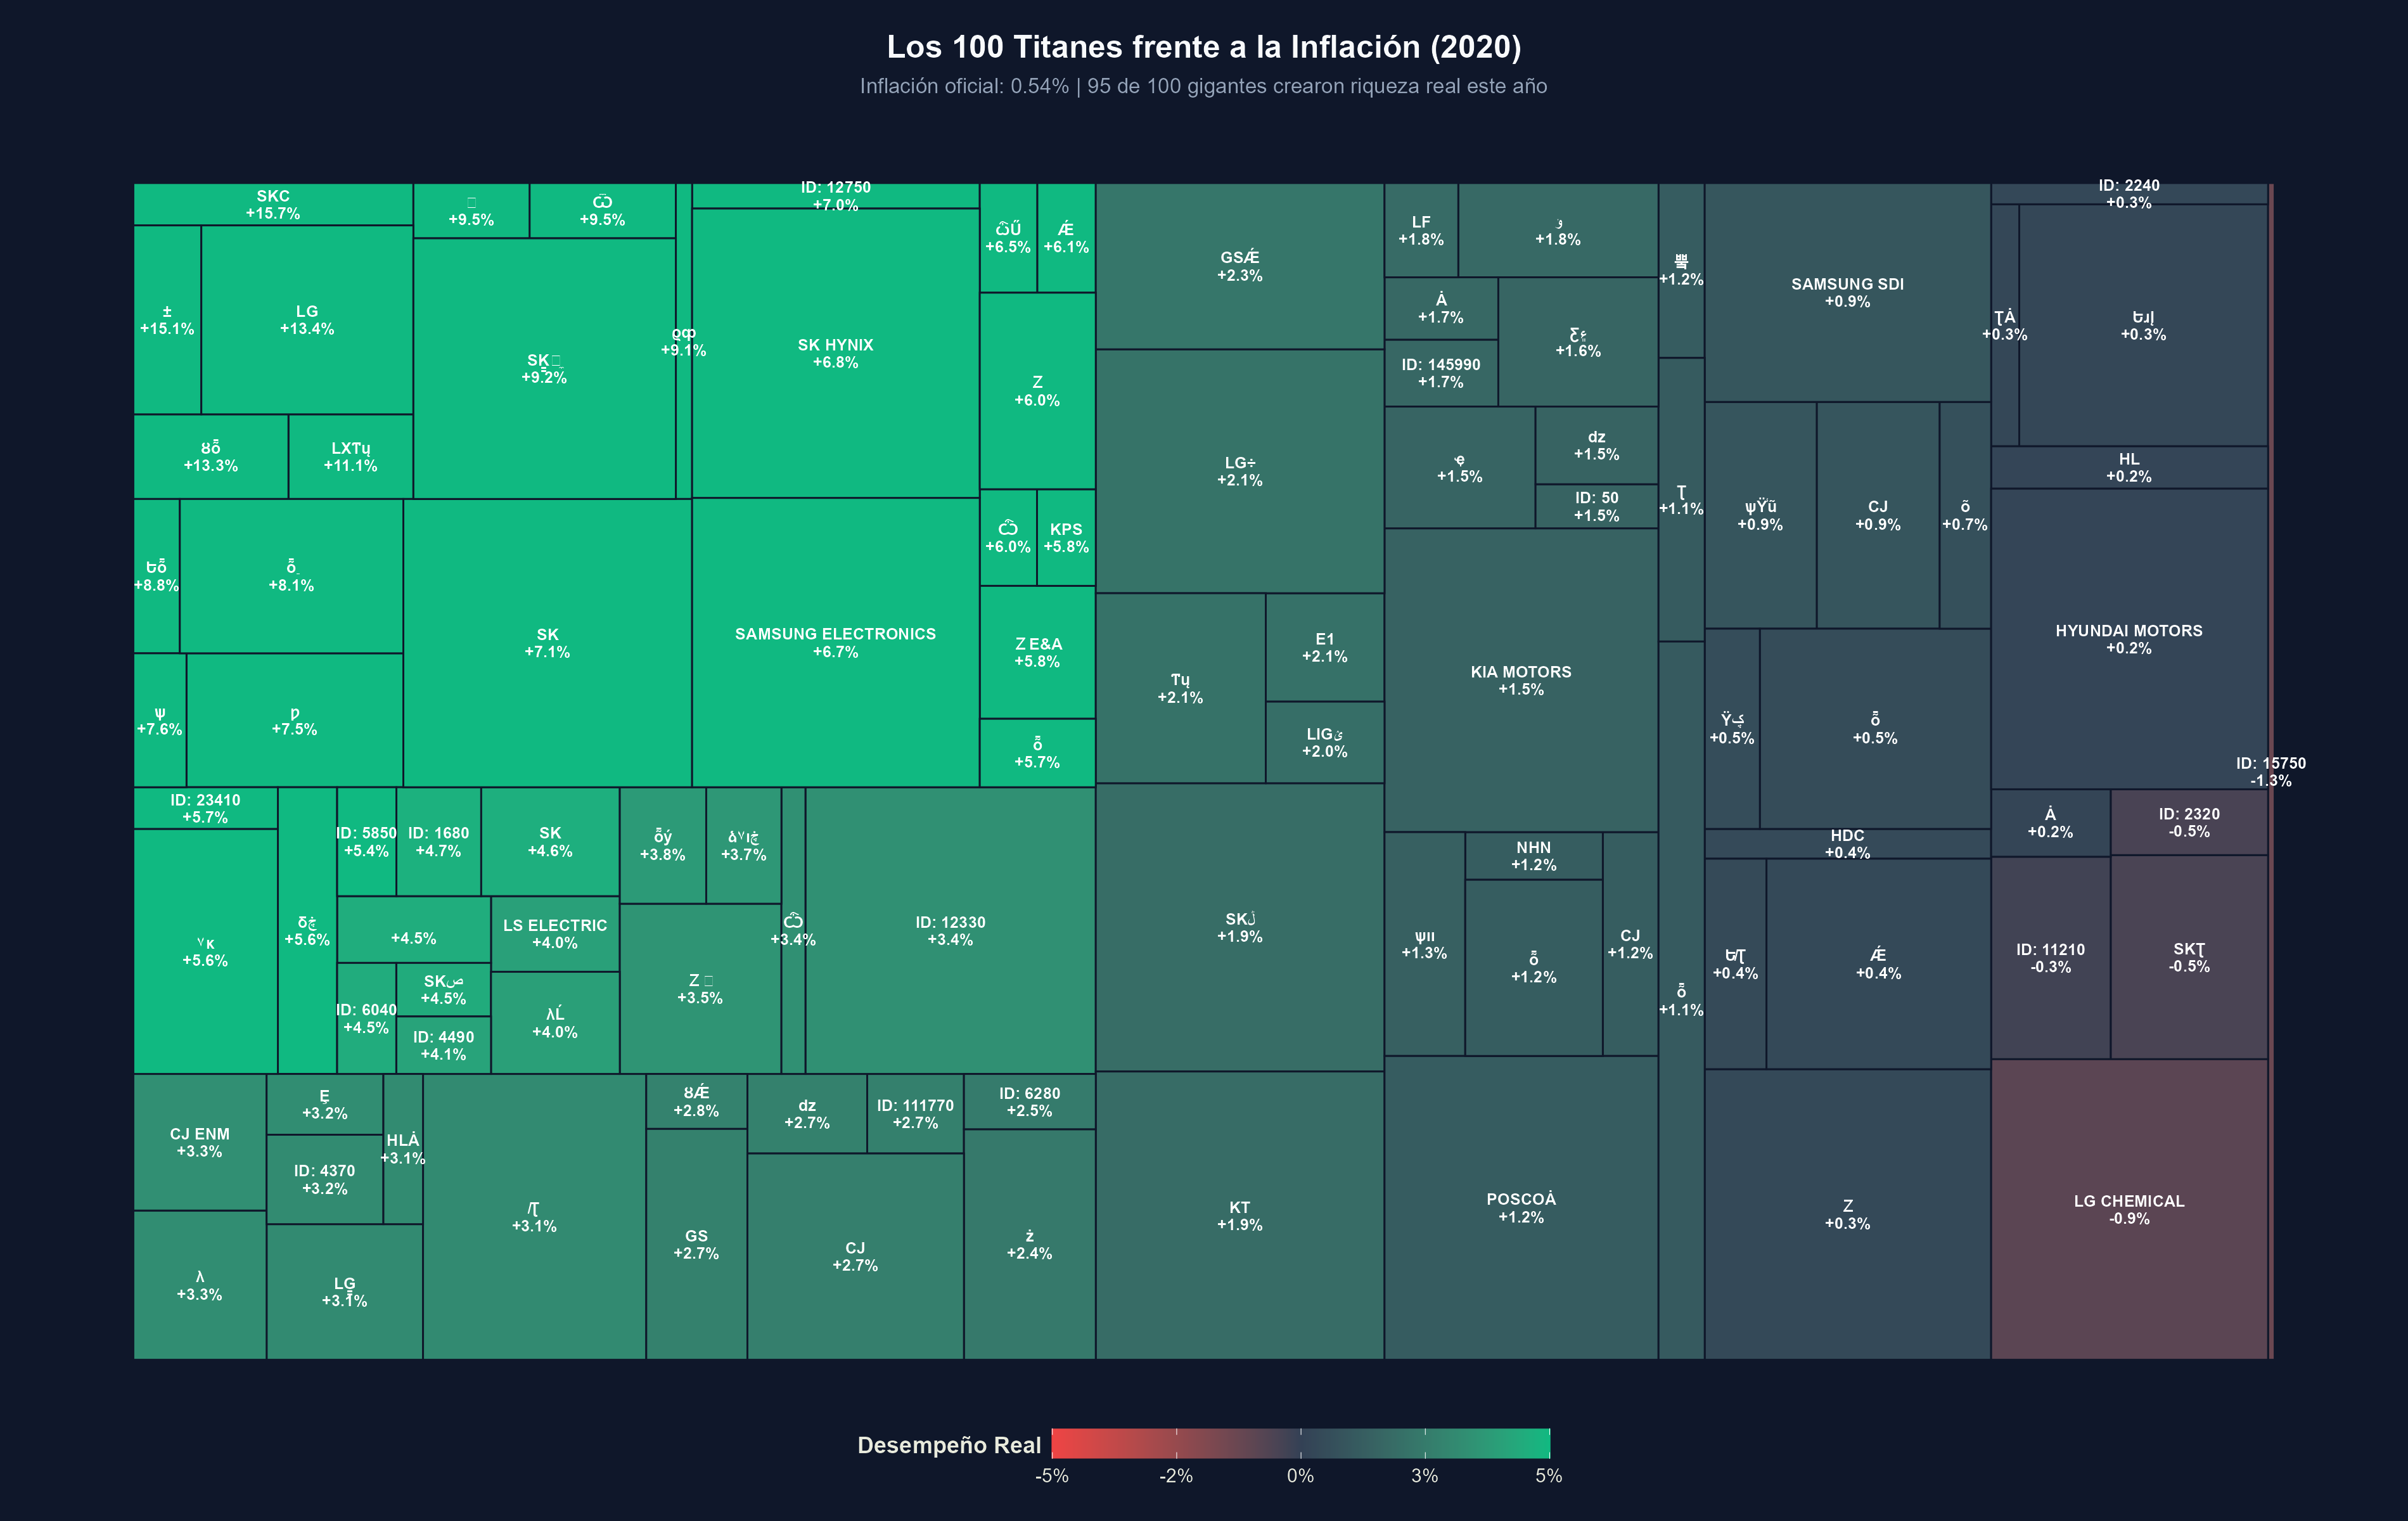 Los 100 Titanes frente a la Inflación (2020)
Inflación oficial: 0.54% | 95 de 100 gigantes crearon riqueza real este año
SKC
+15.7%
±
+15.1%
LG
+13.4%
+13.3%
LXƬų
+11.1%
+9.5%
+9.5%
+9.2%
+9.1%
+8.8%
+8.1%
ψ
+7.6%
+7.5%
SK
+7.1%
ID: 12750
+7.0%
SK HYNIX
+6.8%
SAMSUNG ELECTRONICS
+6.7%
+6.5%
Ǽ
+6.1%
Z
+6.0%
+6.0%
KPS
+5.8%
Z E&A
+5.8%
+5.7%
ID: 23410
+5.7%
+5.6%
+5.6%
ID: 5850
+5.4%
ID: 1680
+4.7%
SK
+4.6%
+4.5%
ID: 6040
+4.5%
SKص
+4.5%
ID: 4490
+4.1%
LS ELECTRIC
+4.0%
λĹ
+4.0%
+3.8%
+3.7%
+3.5%
+3.4%
ID: 12330
+3.4%
CJ ENM
+3.3%
λ
+3.3%
+3.2%
ID: 4370
+3.2%
HLȦ
+3.1%
LG
+3.1%
+3.1%
+2.8%
GS
+2.7%
dz
+2.7%
ID: 111770
+2.7%
CJ
+2.7%
ID: 6280
+2.5%
ż
+2.4%
GSǼ
+2.3%
LG÷
+2.1%
Ƭų
+2.1%
E1
+2.1%
+2.0%
+1.9%
KT
+1.9%
LF
+1.8%
+1.8%
Ȧ
+1.7%
ID: 145990
+1.7%
+1.6%
+1.5%
dz
+1.5%
ID: 50
+1.5%
KIA MOTORS
+1.5%
+1.3%
NHN
+1.2%
+1.2%
CJ
+1.2%
POSCOȦ
+1.2%
+1.2%
Ʈ
+1.1%
+1.1%
SAMSUNG SDI
+0.9%
ψŸũ
+0.9%
CJ
+0.9%
õ
+0.7%
+0.5%
+0.5%
HDC
+0.4%
+0.4%
Ǽ
+0.4%
Z
+0.3%
ID: 2240
+0.3%
ƮȦ
+0.3%
+0.3%
HL
+0.2%
HYUNDAI MOTORS
+0.2%
Ȧ
+0.2%
ID: 2320
-0.5%
ID: 11210
-0.3%
SKƮ
-0.5%
LG CHEMICAL
-0.9%
ID: 15750
-1.3%
Desempeño Real
-5%
-2%
0%
3%
5%